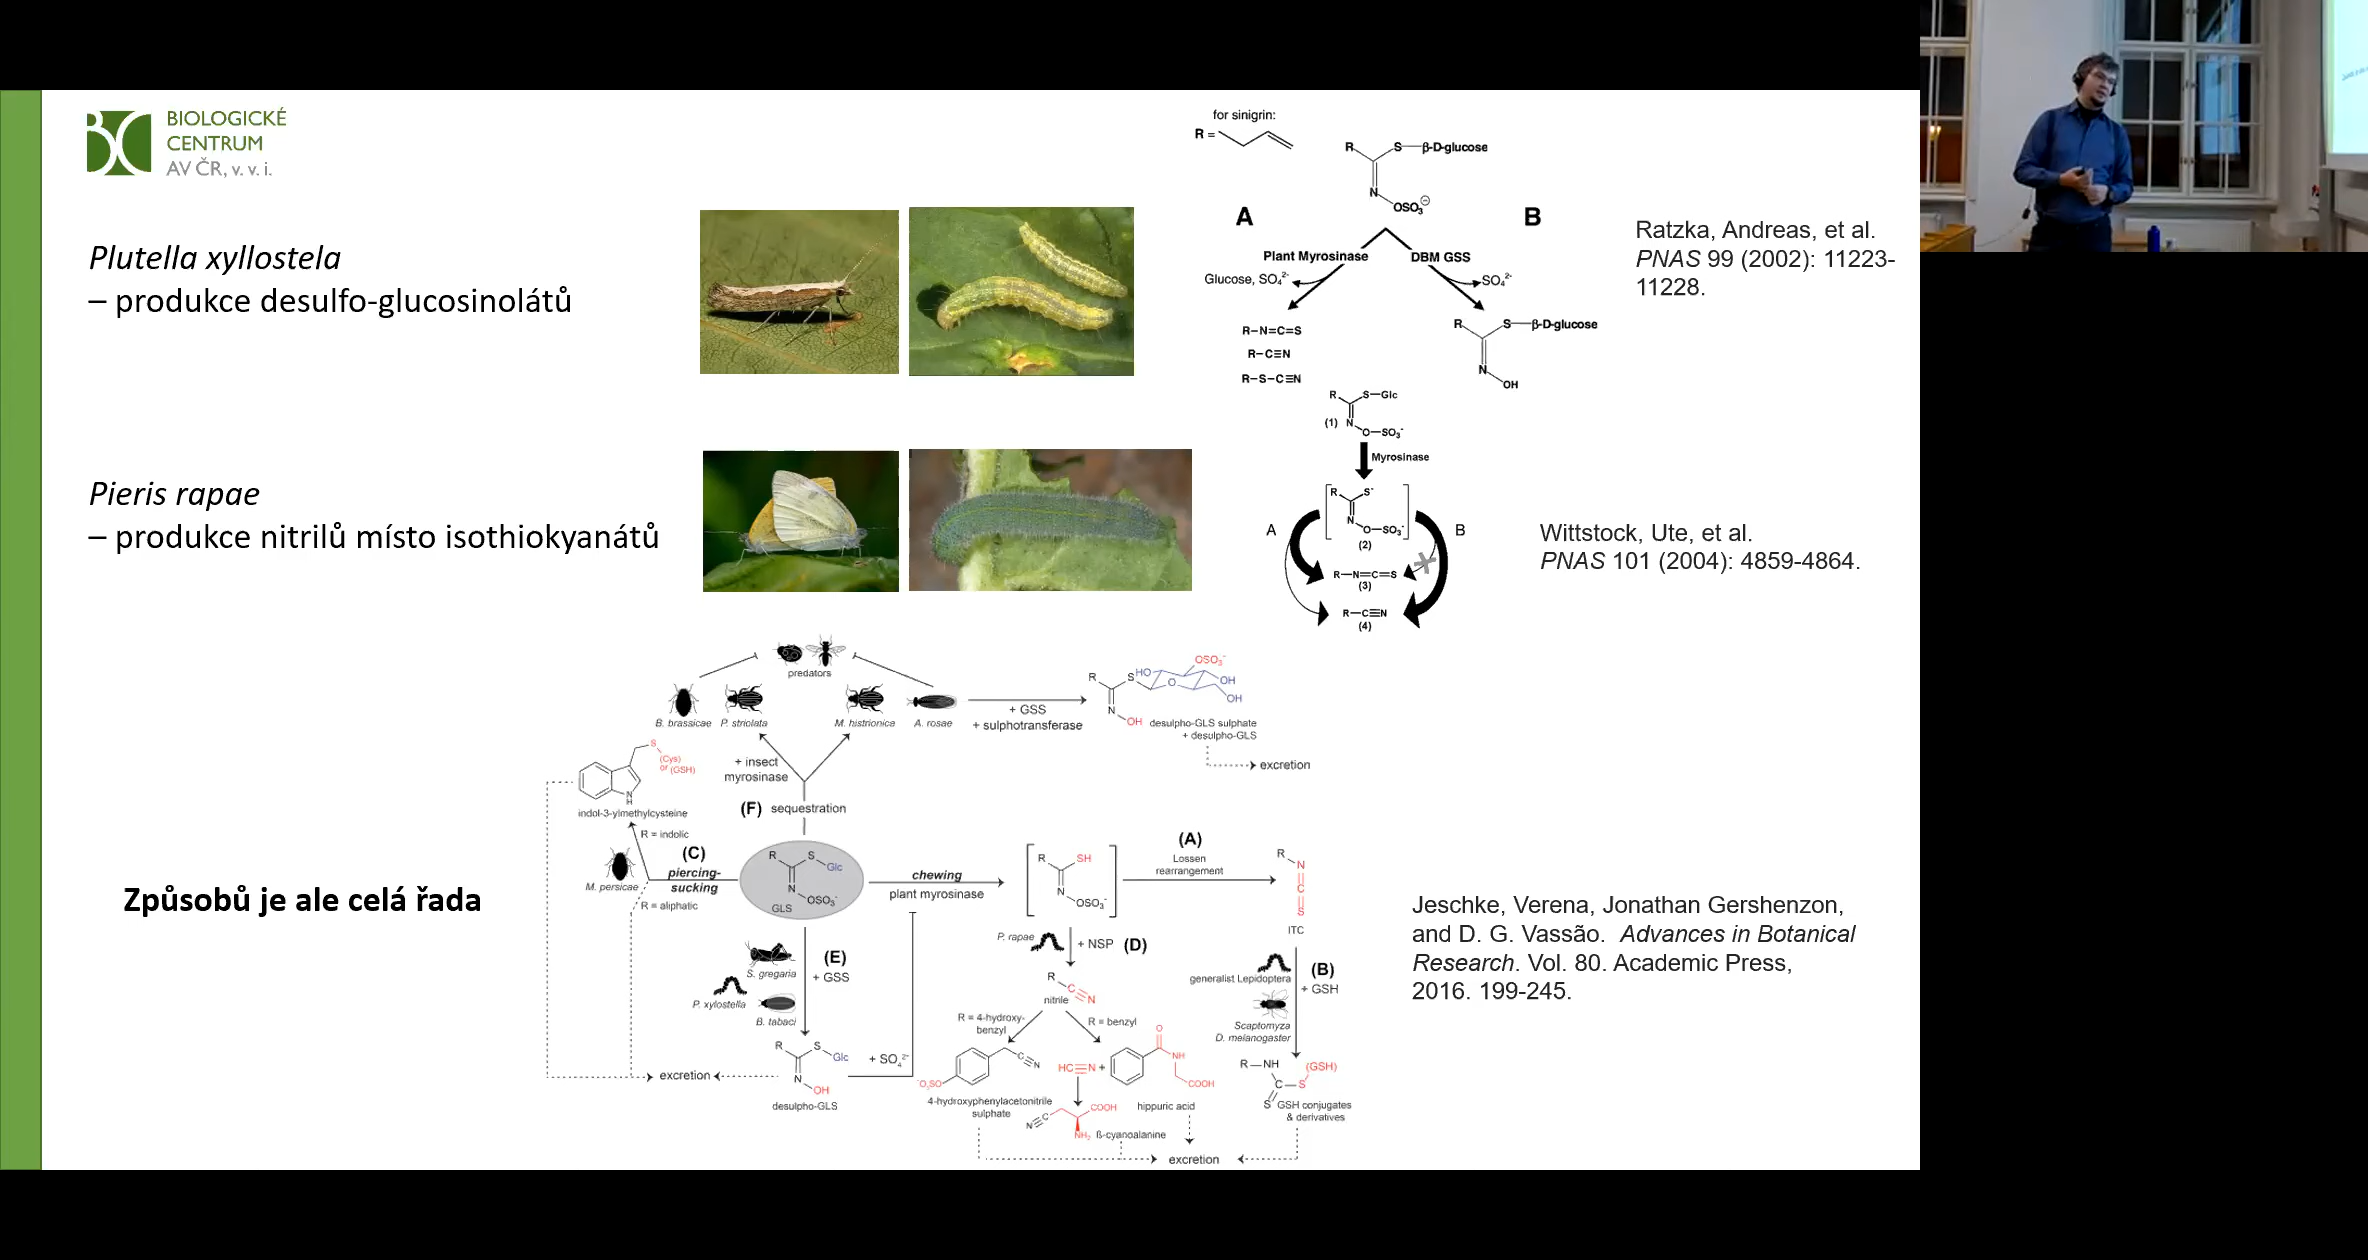 BIOLOGICKÉ
CENTRUM
AV ČR, v. v. i.
Plutella xyllostela
– produkce desulfo-glucosinolátů
for sinigrin:
R =
R
S
β-D-glucose
N
OSO₃⊖
A
B
Plant Myrosinase
DBM GSS
Glucose, SO₄²⁻
SO₄²⁻
R–N=C=S
R–C≡N
R–S–C≡N
R
S
β-D-glucose
N
OH
Ratzka, Andreas, et al.
PNAS 99 (2002): 11223-
11228.
Pieris rapae
– produkce nitrilů místo isothiokyanátů
R
S–Glc
(1)
N
O–SO₃⁻
Myrosinase
R
S⁻
N
O–SO₃⁻
(2)
A
B
R–N=C=S
(3)
R–C≡N
(4)
Wittstock, Ute, et al.
PNAS 101 (2004): 4859-4864.
Způsobů je ale celá řada
predators
B. brassicae
P. striolata
M. histrionica
A. rosae
+ GSS
+ sulphotransferase
R
S
HO
OSO₃⁻
O
OH
OH
N
OH
desulpho-GLS sulphate
+ desulpho-GLS
excretion
+ insect
myrosinase
(F) sequestration
S
(Cys)
or (GSH)
N
H
indol-3-ylmethylcysteine
R = indolic
(C)
piercing-
sucking
M. persicae
R = aliphatic
R
S
Glc
N
OSO₃⁻
GLS
chewing
plant myrosinase
R
SH
N
OSO₃⁻
(A)
Lossen
rearrangement
R
N
C
S
ITC
P. rapae
+ NSP
(D)
S. gregaria
(E)
+ GSS
P. xylostella
B. tabaci
R
S
Glc
N
OH
desulpho-GLS
+ SO₄²⁻
excretion
R
C≡N
nitrile
R = 4-hydroxy-
benzyl
R = benzyl
C≡N
⁻O₃SO
4-hydroxyphenylacetonitrile
sulphate
HC≡N +
O
NH
COOH
hippuric acid
N≡C
COOH
NH₂
ß-cyanoalanine
generalist Lepidoptera
(B)
+ GSH
Scaptomyza
D. melanogaster
R–NH
(GSH)
C–S
S
GSH conjugates
& derivatives
excretion
Jeschke, Verena, Jonathan Gershenzon,
and D. G. Vassão. Advances in Botanical
Research. Vol. 80. Academic Press,
2016. 199-245.